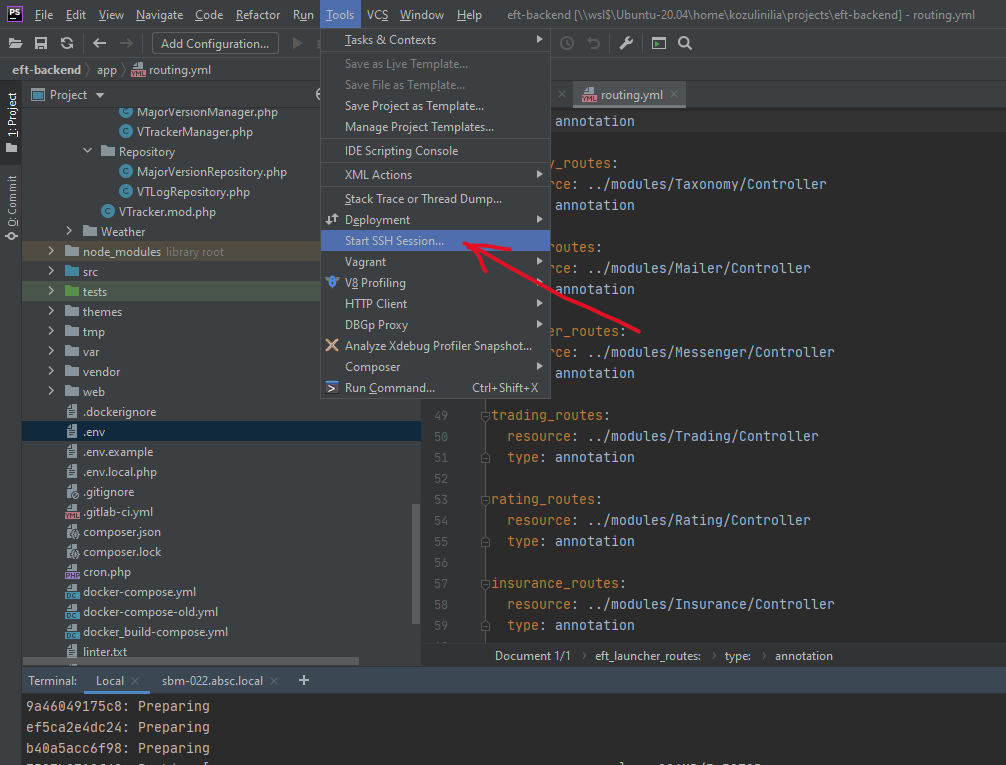 PS File Edit View Navigate Code Refactor Run Tools VCS Window Help eft-backend [\\wsl$\Ubuntu-20.04\home\kozulinilia\projects\eft-backend] - routing.yml
Add Configuration...
eft-backend app routing.yml
1: Project
0: Commit
Project
MajorVersionManager.php
VTrackerManager.php
Repository
MajorVersionRepository.php
VTLogRepository.php
VTracker.mod.php
Weather
node_modules library root
src
tests
themes
tmp
var
vendor
web
.dockerignore
.env
.env.example
.env.local.php
.gitignore
.gitlab-ci.yml
composer.json
composer.lock
cron.php
docker-compose.yml
docker-compose-old.yml
docker_build-compose.yml
linter.txt
Tasks & Contexts
Save as Live Template...
Save File as Template...
Save Project as Template...
Manage Project Templates...
IDE Scripting Console
XML Actions
Stack Trace or Thread Dump...
Deployment
Start SSH Session...
Vagrant
V8 Profiling
HTTP Client
DBGp Proxy
Analyze Xdebug Profiler Snapshot...
Composer
Run Command... Ctrl+Shift+X
routing.yml
annotation
y_routes:
rce: ../modules/Taxonomy/Controller
annotation
routes:
rce: ../modules/Mailer/Controller
annotation
er_routes:
rce: ../modules/Messenger/Controller
annotation
49 trading_routes:
50 resource: ../modules/Trading/Controller
51 type: annotation
52
53 rating_routes:
54 resource: ../modules/Rating/Controller
55 type: annotation
56
57 insurance_routes:
58 resource: ../modules/Insurance/Controller
59 type: annotation
Document 1/1 eft_launcher_routes: type: annotation
Terminal: Local sbm-022.absc.local
9a46049175c8: Preparing
ef5ca2e4dc24: Preparing
b40a5acc6f98: Preparing